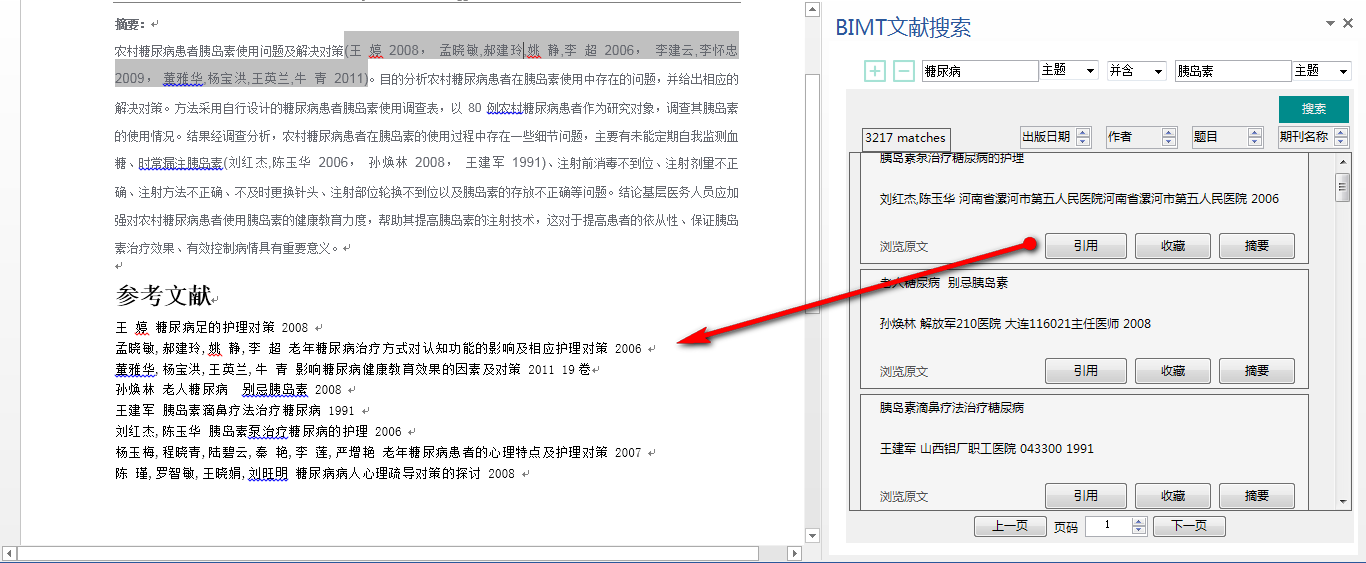 摘要：
农村糖尿病患者胰岛素使用问题及解决对策(王 婷 2008， 孟晓敏,郝建玲,姚 静,李 超 2006， 李建云,李怀忠
2009， 董雅华,杨宝洪,王英兰,牛 青 2011)。目的分析农村糖尿病患者在胰岛素使用中存在的问题，并给出相应的
解决对策。方法采用自行设计的糖尿病患者胰岛素使用调查表，以 80 例农村糖尿病患者作为研究对象，调查其胰岛素
的使用情况。结果经调查分析，农村糖尿病患者在胰岛素的使用过程中存在一些细节问题，主要有未能定期自我监测血
糖、时常漏注胰岛素(刘红杰,陈玉华 2006， 孙焕林 2008， 王建军 1991)、注射前消毒不到位、注射剂量不正
确、注射方法不正确、不及时更换针头、注射部位轮换不到位以及胰岛素的存放不正确等问题。结论基层医务人员应加
强对农村糖尿病患者使用胰岛素的健康教育力度，帮助其提高胰岛素的注射技术，这对于提高患者的依从性、保证胰岛
素治疗效果、有效控制病情具有重要意义。
参考文献
王 婷 糖尿病足的护理对策 2008
孟晓敏,郝建玲,姚 静,李 超 老年糖尿病治疗方式对认知功能的影响及相应护理对策 2006
董雅华,杨宝洪,王英兰,牛 青 影响糖尿病健康教育效果的因素及对策 2011 19卷
孙焕林 老人糖尿病 别忌胰岛素 2008
王建军 胰岛素滴鼻疗法治疗糖尿病 1991
刘红杰,陈玉华 胰岛素泵治疗糖尿病的护理 2006
杨玉梅,程晓青,陆碧云,秦 艳,李 莲,严增艳 老年糖尿病患者的心理特点及护理对策 2007
陈 瑾,罗智敏,王晓娟,刘旺明 糖尿病病人心理疏导对策的探讨 2008
BIMT文献搜索
糖尿病 主题 并含 胰岛素 主题
搜索
3217 matches 出版日期 作者 题目 期刊名称
胰岛素泵治疗糖尿病的护理
刘红杰,陈玉华 河南省漯河市第五人民医院河南省漯河市第五人民医院 2006
浏览原文 引用 收藏 摘要
老人糖尿病 别忌胰岛素
孙焕林 解放军210医院 大连116021主任医师 2008
浏览原文 引用 收藏 摘要
胰岛素滴鼻疗法治疗糖尿病
王建军 山西铝厂职工医院 043300 1991
浏览原文 引用 收藏 摘要
上一页 页码 1 下一页